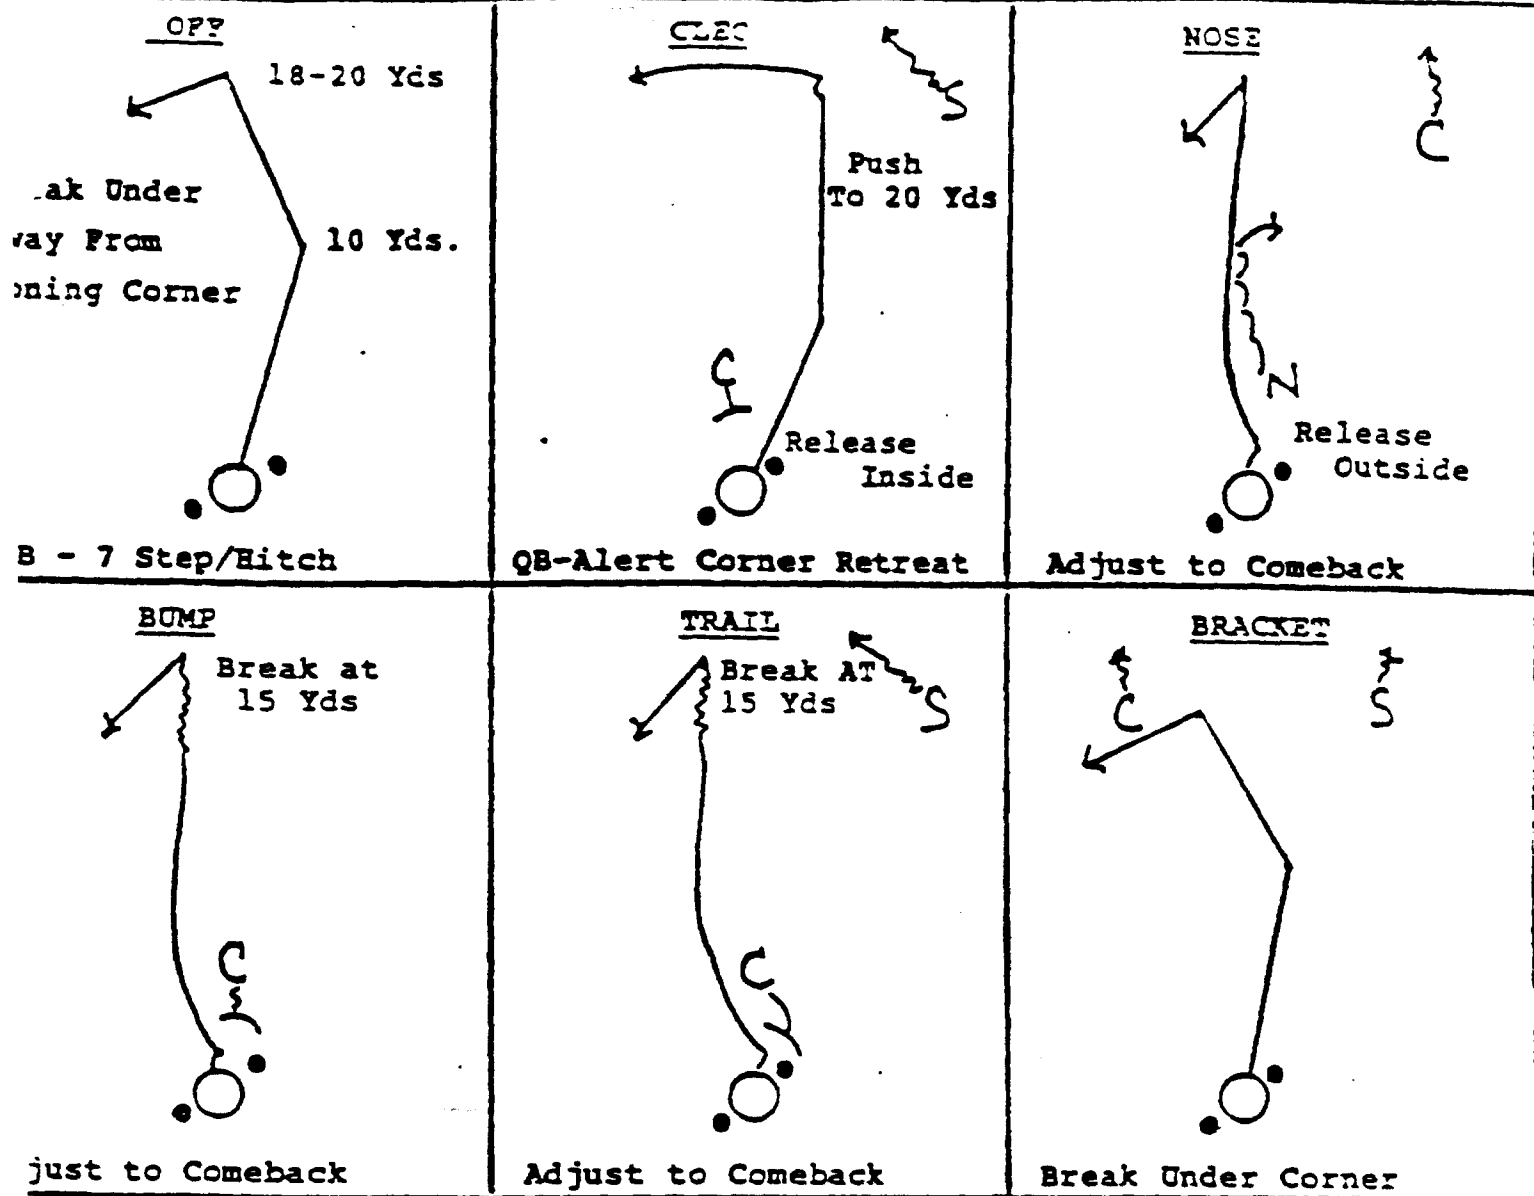 OFF
18-20 Yds
ak Under
way From
10 Yds.
oning Corner
B - 7 Step/Hitch
S
Push
To 20 Yds
C
Release
Inside
QB-Alert Corner Retreat
NOSE
C
N
Release
Outside
Adjust to Comeback
BUMP
Break at
15 Yds
C
just to Comeback
TRAIL
Break AT
15 Yds
S
C
Adjust to Comeback
BRACKET
C
S
Break Under Corner